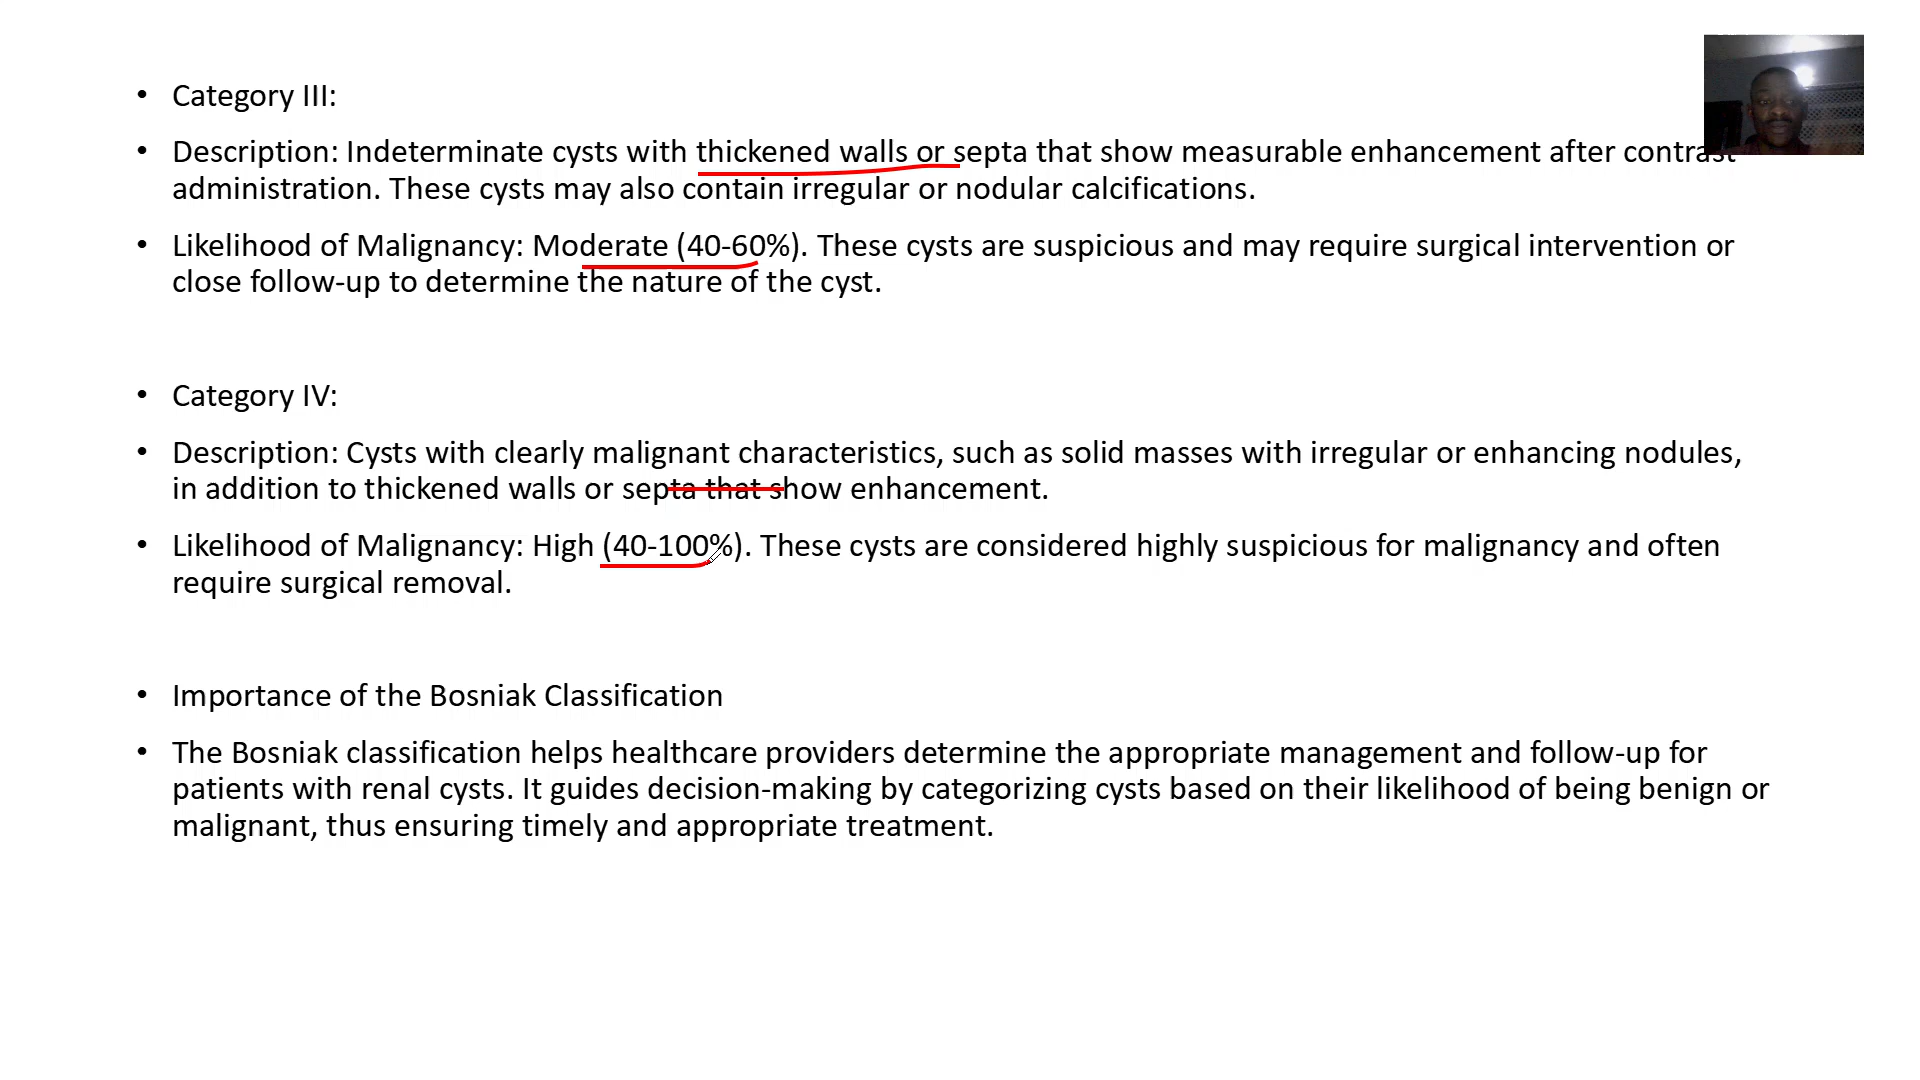 • Category III:
• Description: Indeterminate cysts with thickened walls or septa that show measurable enhancement after contrast
administration. These cysts may also contain irregular or nodular calcifications.
• Likelihood of Malignancy: Moderate (40-60%). These cysts are suspicious and may require surgical intervention or
close follow-up to determine the nature of the cyst.
• Category IV:
• Description: Cysts with clearly malignant characteristics, such as solid masses with irregular or enhancing nodules,
in addition to thickened walls or septa that show enhancement.
• Likelihood of Malignancy: High (40-100%). These cysts are considered highly suspicious for malignancy and often
require surgical removal.
• Importance of the Bosniak Classification
• The Bosniak classification helps healthcare providers determine the appropriate management and follow-up for
patients with renal cysts. It guides decision-making by categorizing cysts based on their likelihood of being benign or
malignant, thus ensuring timely and appropriate treatment.